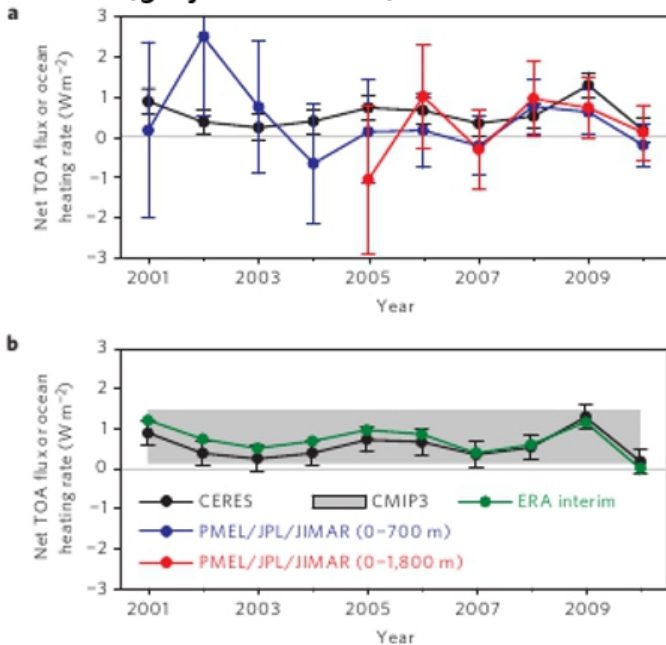 a
Net TOA flux or ocean
heating rate (W m⁻²)
3
2
1
0
−1
−2
−3
2001
2003
2005
2007
2009
Year
b
Net TOA flux or ocean
heating rate (W m⁻²)
3
2
1
0
−1
−2
−3
CERES
CMIP3
ERA interim
PMEL/JPL/JIMAR (0–700 m)
PMEL/JPL/JIMAR (0–1,800 m)
2001
2003
2005
2007
2009
Year